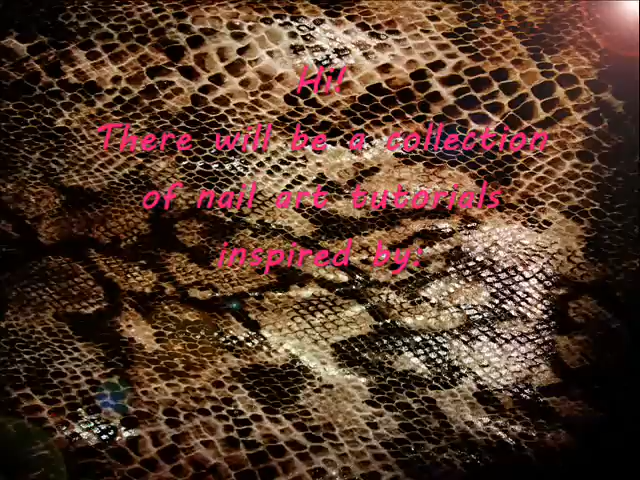 Hi!
There will be a collection
of nail art tutorials
inspired by: